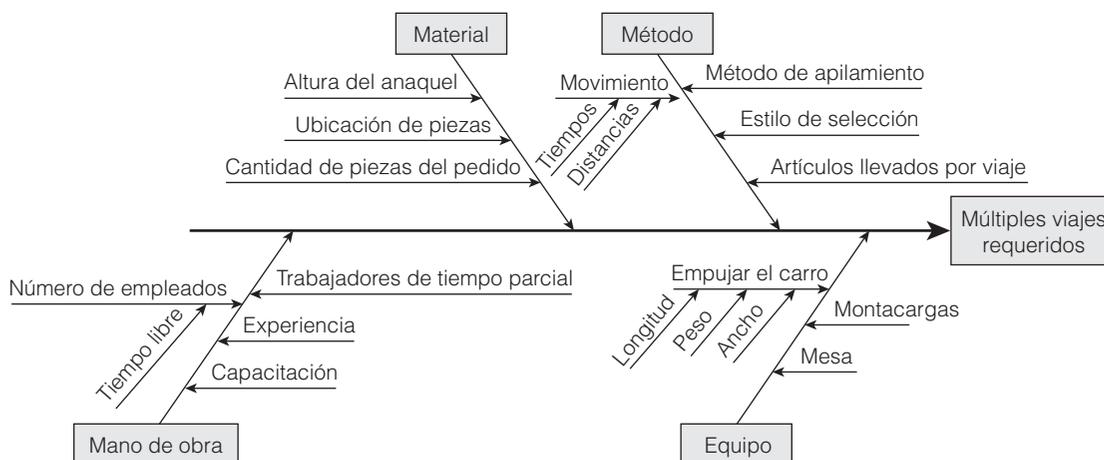 Material
Método
Altura del anaquel
Movimiento
Método de apilamiento
Tiempos
Distancias
Ubicación de piezas
Estilo de selección
Cantidad de piezas del pedido
Artículos llevados por viaje
Múltiples viajes
requeridos
Número de empleados
Tiempo libre
Trabajadores de tiempo parcial
Experiencia
Capacitación
Empujar el carro
Longitud
Peso
Ancho
Montacargas
Mesa
Mano de obra
Equipo